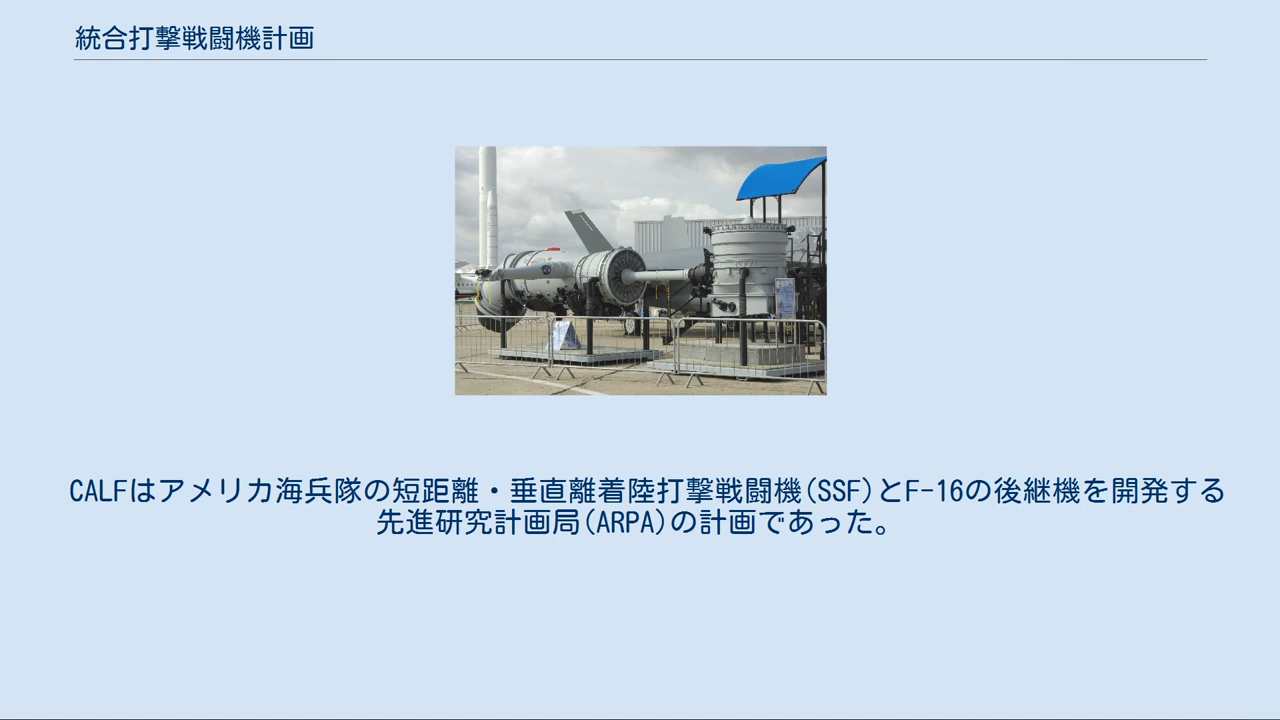 統合打撃戦闘機計画
CALFはアメリカ海兵隊の短距離・垂直離着陸打撃戦闘機(SSF)とF-16の後継機を開発する
先進研究計画局(ARPA)の計画であった。